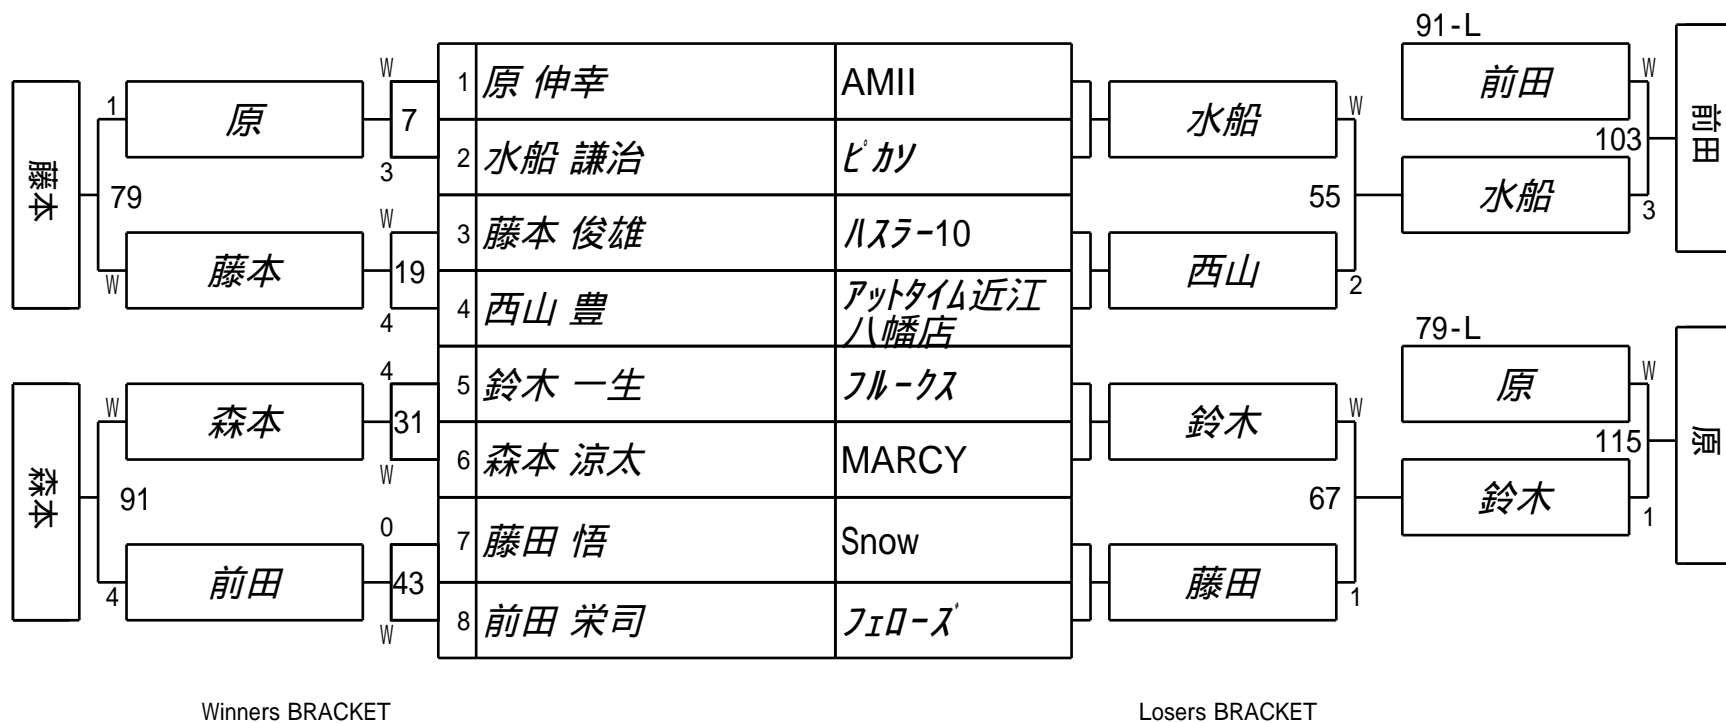 91-L
W
1 原 伸幸 AMII
W
前田
W
1
原
7
水船
W
前田
103
2 水船 謙治 ピカソ
3
藤本
79
W
55
水船
3
3 藤本 俊雄 ハスラー10
藤本
19
西山
W
2
4 西山 豊 アットタイム近江
八幡店
4
79-L
4
5 鈴木 一生 フルークス
W
原
W
森本
31
鈴木
W
原
115
6 森本 涼太 MARCY
W
森本
91
67
鈴木
1
0
7 藤田 悟 Snow
前田
43
藤田
4
1
8 前田 栄司 フェローズ
W
Winners BRACKET
Losers BRACKET